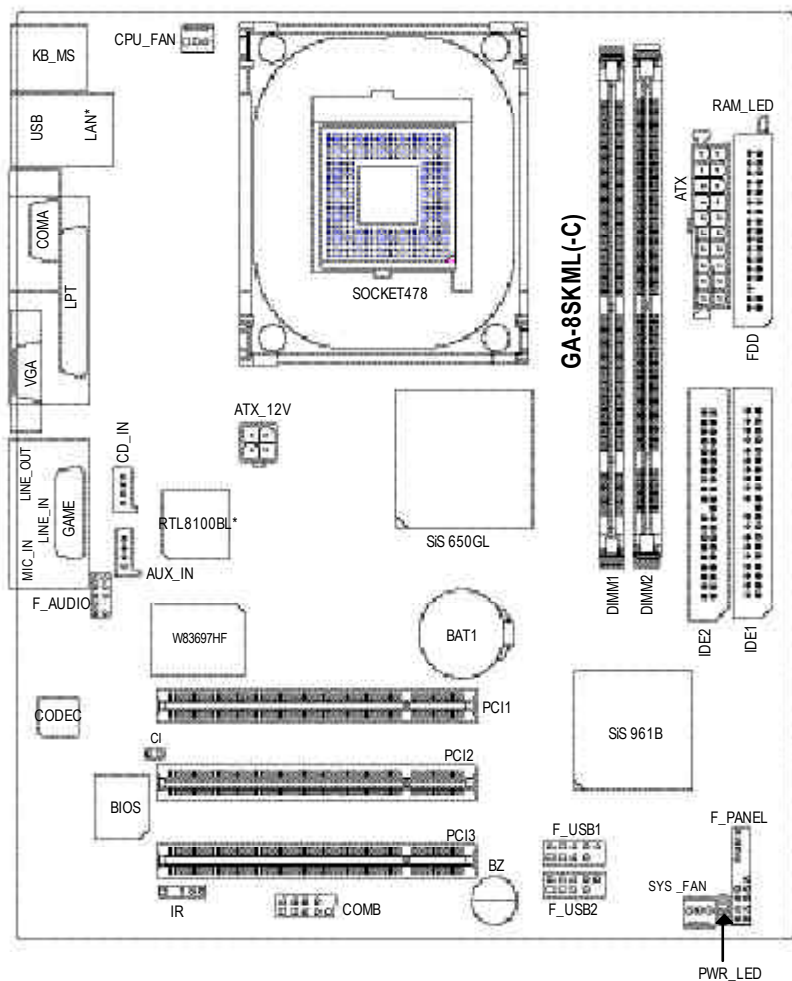 CPU_FAN
KB_MS
USB
LAN*
RAM_LED
ATX
COMA
LPT
SOCKET478
GA-8SKML(-C)
FDD
VGA
ATX_12V
CD_IN
LINE_OUT
LINE_IN
MIC_IN
GAME
RTL8100BL*
SiS 650GL
AUX_IN
DIMM1
DIMM2
F_AUDIO
IDE2
IDE1
W83697HF
BAT1
CODEC
PCI1
SiS 961B
CI
PCI2
BIOS
PCI3
F_USB1
F_PANEL
BZ
SYS_FAN
IR
COMB
F_USB2
PWR_LED